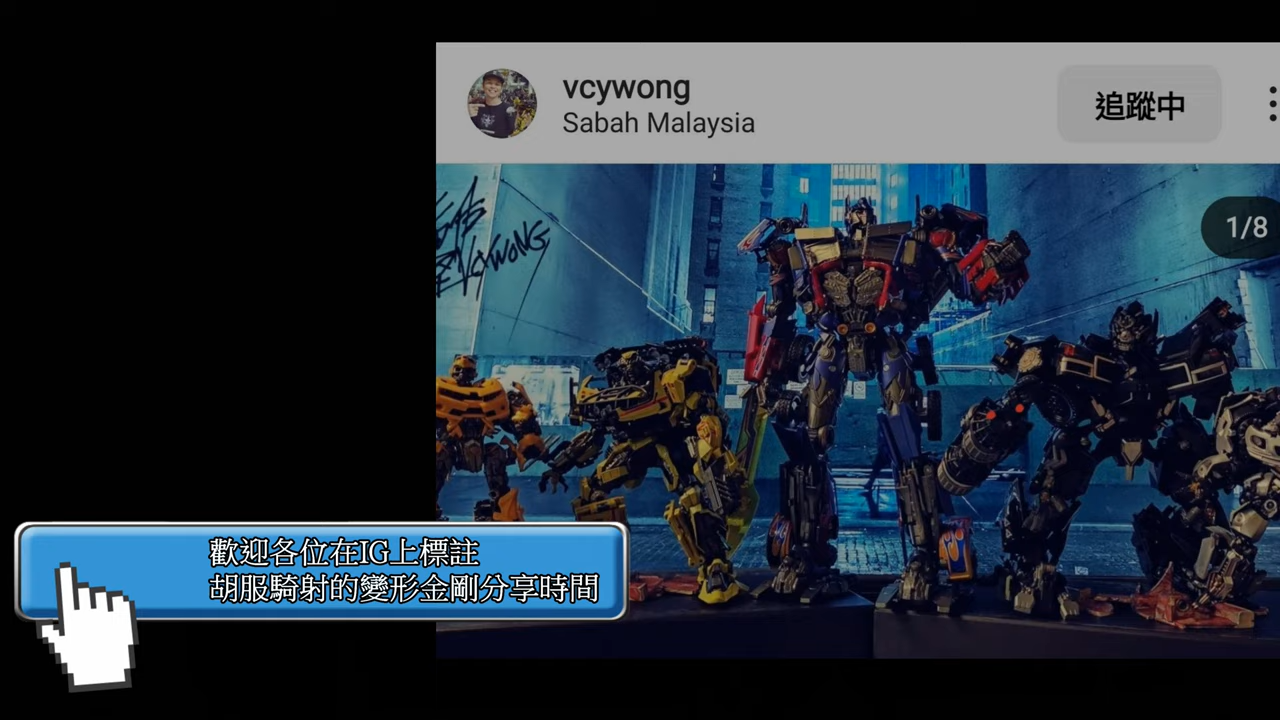 vcywong
Sabah Malaysia
追蹤中
1/8
VCYWONG
歡迎各位在IG上標註
胡服騎射的變形金剛分享時間